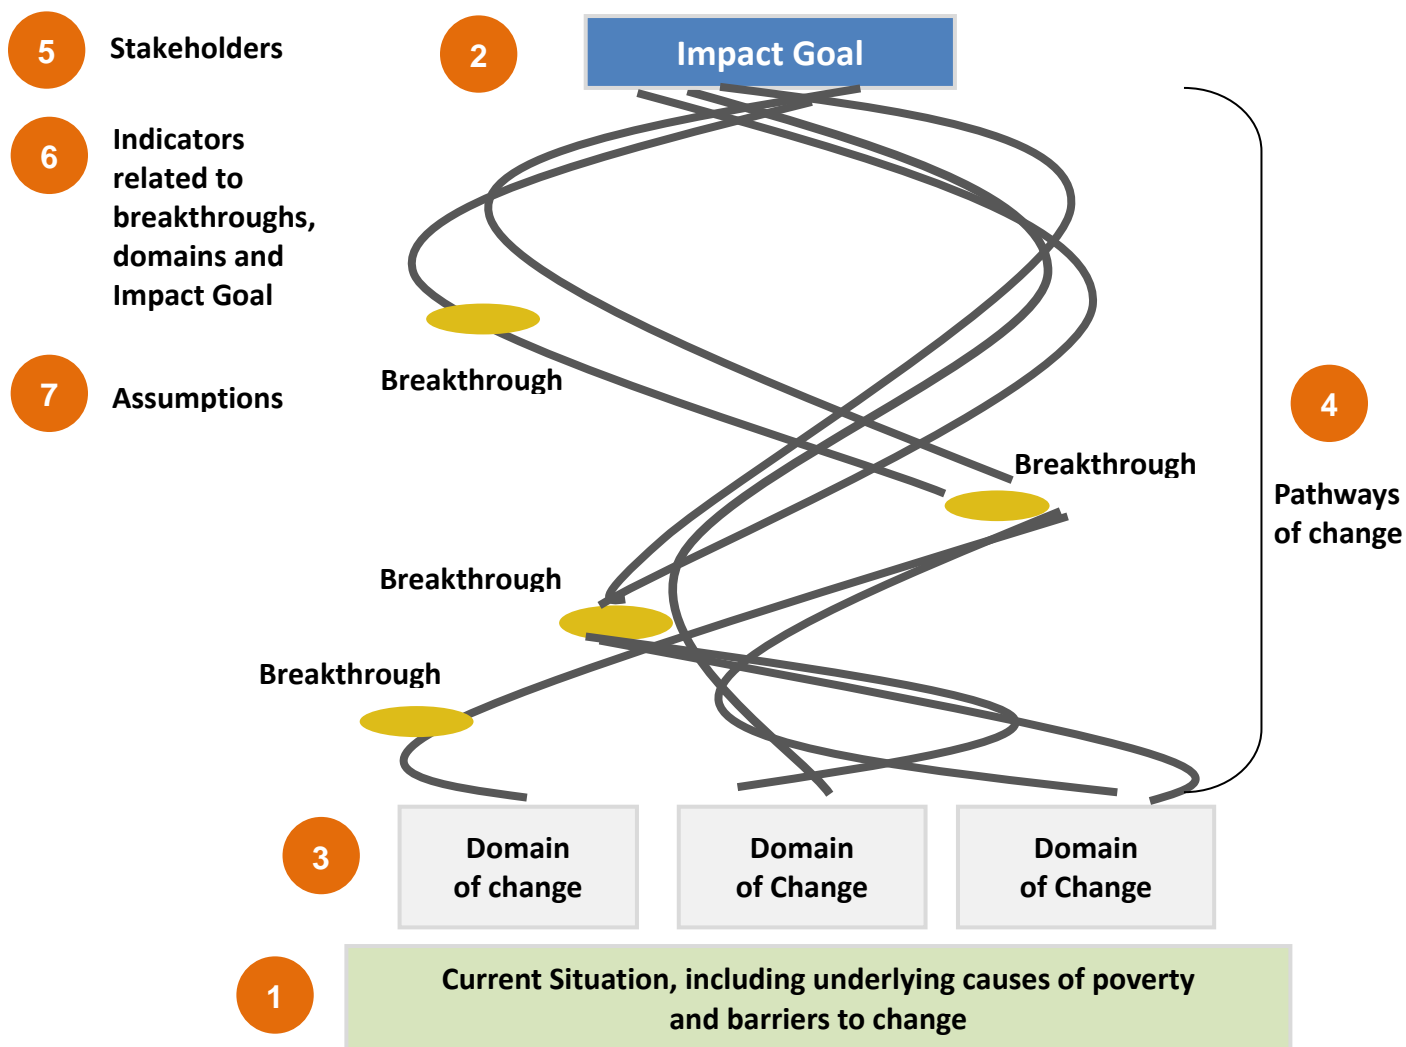 5
Stakeholders
2
Impact Goal
6
Indicators
related to
breakthroughs,
domains and
Impact Goal
7
Assumptions
Breakthrough
4
Breakthrough
Pathways
of change
Breakthrough
Breakthrough
3
Domain
of change
Domain
of Change
Domain
of Change
1
Current Situation, including underlying causes of poverty
and barriers to change